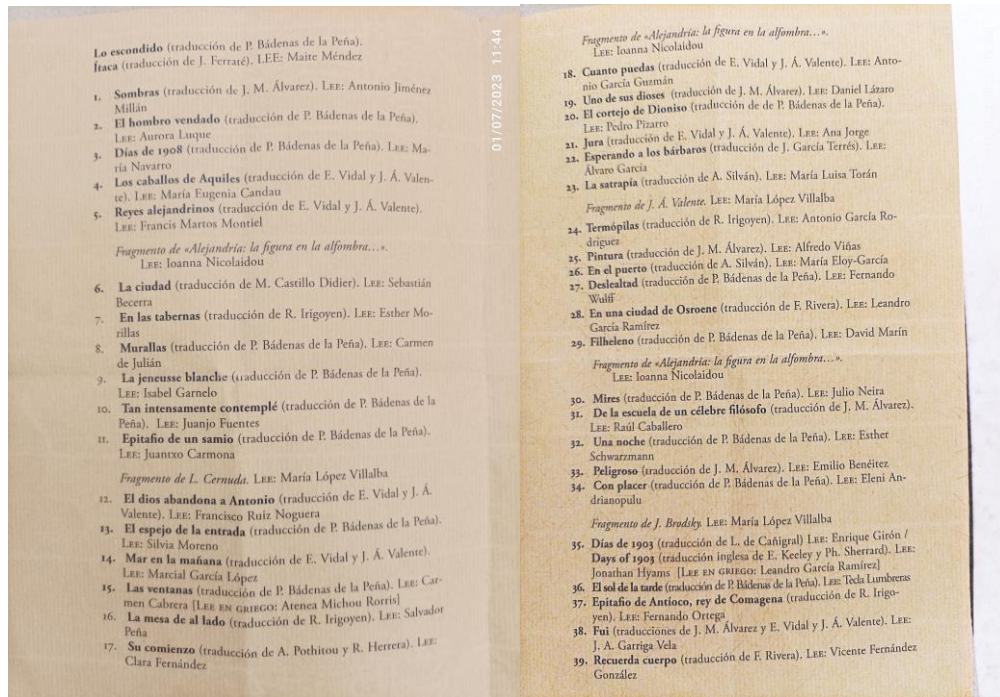 Lo escondido (traducción de P. Bádenas de la Peña).
Ítaca (traducción de J. Ferraté). LEE: Maite Méndez
1. Sombras (traducción de J. M. Álvarez). LEE: Antonio Jiménez
Millán
2. El hombro vendado (traducción de P. Bádenas de la Peña).
LEE: Aurora Luque
3. Días de 1908 (traducción de P. Bádenas de la Peña). LEE: Ma-
ría Navarro
4. Los caballos de Aquiles (traducción de E. Vidal y J. Á. Valen-
te). LEE: María Eugenia Candau
5. Reyes alejandrinos (traducción de E. Vidal y J. Á. Valente).
LEE: Francis Martos Montiel
Fragmento de «Alejandría: la figura en la alfombra…».
LEE: Ioanna Nicolaidou
6. La ciudad (traducción de M. Castillo Didier). LEE: Sebastián
Becerra
7. En las tabernas (traducción de R. Irigoyen). LEE: Esther Mo-
rillas
8. Murallas (traducción de P. Bádenas de la Peña). LEE: Carmen
de Julián
9. La jeneusse blanche (traducción de P. Bádenas de la Peña).
LEE: Isabel Garnelo
10. Tan intensamente contemplé (traducción de P. Bádenas de la
Peña). LEE: Juanjo Fuentes
11. Epitafio de un samio (traducción de P. Bádenas de la Peña).
LEE: Juantxo Carmona
Fragmento de L. Cernuda. LEE: María López Villalba
12. El dios abandona a Antonio (traducción de E. Vidal y J. Á.
Valente). LEE: Francisco Ruiz Noguera
13. El espejo de la entrada (traducción de P. Bádenas de la Peña).
LEE: Silvia Moreno
14. Mar en la mañana (traducción de E. Vidal y J. Á. Valente).
LEE: Marcial García López
15. Las ventanas (traducción de P. Bádenas de la Peña). LEE: Car-
men Cabrera [LEE EN GRIEGO: Atenea Michou Rorris]
16. La mesa de al lado (traducción de R. Irigoyen). LEE: Salvador
Peña
17. Su comienzo (traducción de A. Pothitou y R. Herrera). LEE:
Clara Fernández
01/07/2023 11:44
Fragmento de «Alejandría: la figura en la alfombra…».
LEE: Ioanna Nicolaidou
18. Cuanto puedas (traducción de E. Vidal y J. Á. Valente). LEE: Anto-
nio García Guzmán
19. Uno de sus dioses (traducción de J. M. Álvarez). LEE: Daniel Lázaro
20. El cortejo de Dioniso (traducción de de P. Bádenas de la Peña).
LEE: Pedro Pizarro
21. Jura (traducción de E. Vidal y J. Á. Valente). LEE: Ana Jorge
22. Esperando a los bárbaros (traducción de J. García Terrés). LEE:
Álvaro García
23. La satrapía (traducción de A. Silván). LEE: María Luisa Torán
Fragmento de J. Á. Valente. LEE: María López Villalba
24. Termópilas (traducción de R. Irigoyen). LEE: Antonio García Ro-
dríguez
25. Pintura (traducción de J. M. Álvarez). LEE: Alfredo Viñas
26. En el puerto (traducción de A. Silván). LEE: María Eloy-García
27. Deslealtad (traducción de P. Bádenas de la Peña). LEE: Fernando
Wulff
28. En una ciudad de Osroene (traducción de F. Rivera). LEE: Leandro
García Ramírez
29. Filheleno (traducción de P. Bádenas de la Peña). LEE: David Marín
Fragmento de «Alejandría: la figura en la alfombra…».
LEE: Ioanna Nicolaidou
30. Mires (traducción de P. Bádenas de la Peña). LEE: Julio Neira
31. De la escuela de un célebre filósofo (traducción de J. M. Álvarez).
LEE: Raúl Caballero
32. Una noche (traducción de P. Bádenas de la Peña). LEE: Esther
Schwarzmann
33. Peligroso (traducción de J. M. Álvarez). LEE: Emilio Benéitez
34. Con placer (traducción de P. Bádenas de la Peña). LEE: Eleni An-
drianopulu
Fragmento de J. Brodsky. LEE: María López Villalba
35. Días de 1903 (traducción de L. de Cañigral) LEE: Enrique Girón /
Days of 1903 (traducción inglesa de E. Keeley y Ph. Sherrard). LEE:
Jonathan Hyams [LEE EN GRIEGO: Leandro García Ramírez]
36. El sol de la tarde (traducción de P. Bádenas de la Peña). LEE: Tecla Lumbreras
37. Epitafio de Antíoco, rey de Comagena (traducción de R. Irigo-
yen). LEE: Fernando Ortega
38. Fui (traducciones de J. M. Álvarez y E. Vidal y J. Á. Valente). LEE:
J. A. Garriga Vela
39. Recuerda cuerpo (traducción de F. Rivera). LEE: Vicente Fernández
González